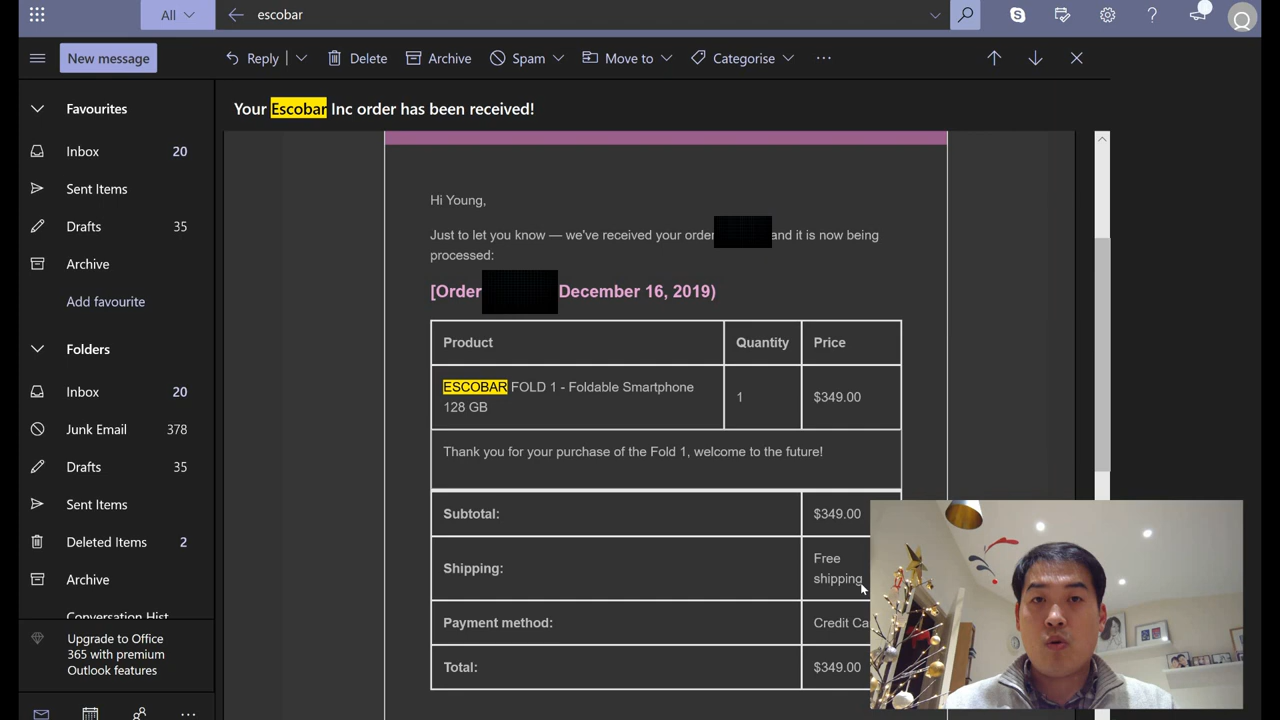 All
escobar
New message
Reply
Delete
Archive
Spam
Move to
Categorise
Favourites
Inbox 20
Sent Items
Drafts 35
Archive
Add favourite
Folders
Inbox 20
Junk Email 378
Drafts 35
Sent Items
Deleted Items 2
Archive
Conversation Hist
Upgrade to Office
365 with premium
Outlook features
Your Escobar Inc order has been received!
Hi Young,
Just to let you know — we've received your order and it is now being
processed:
[Order December 16, 2019)
Product Quantity Price
ESCOBAR FOLD 1 - Foldable Smartphone
128 GB
1
$349.00
Thank you for your purchase of the Fold 1, welcome to the future!
Subtotal: $349.00
Shipping: Free
shipping
Payment method: Credit Ca
Total: $349.00